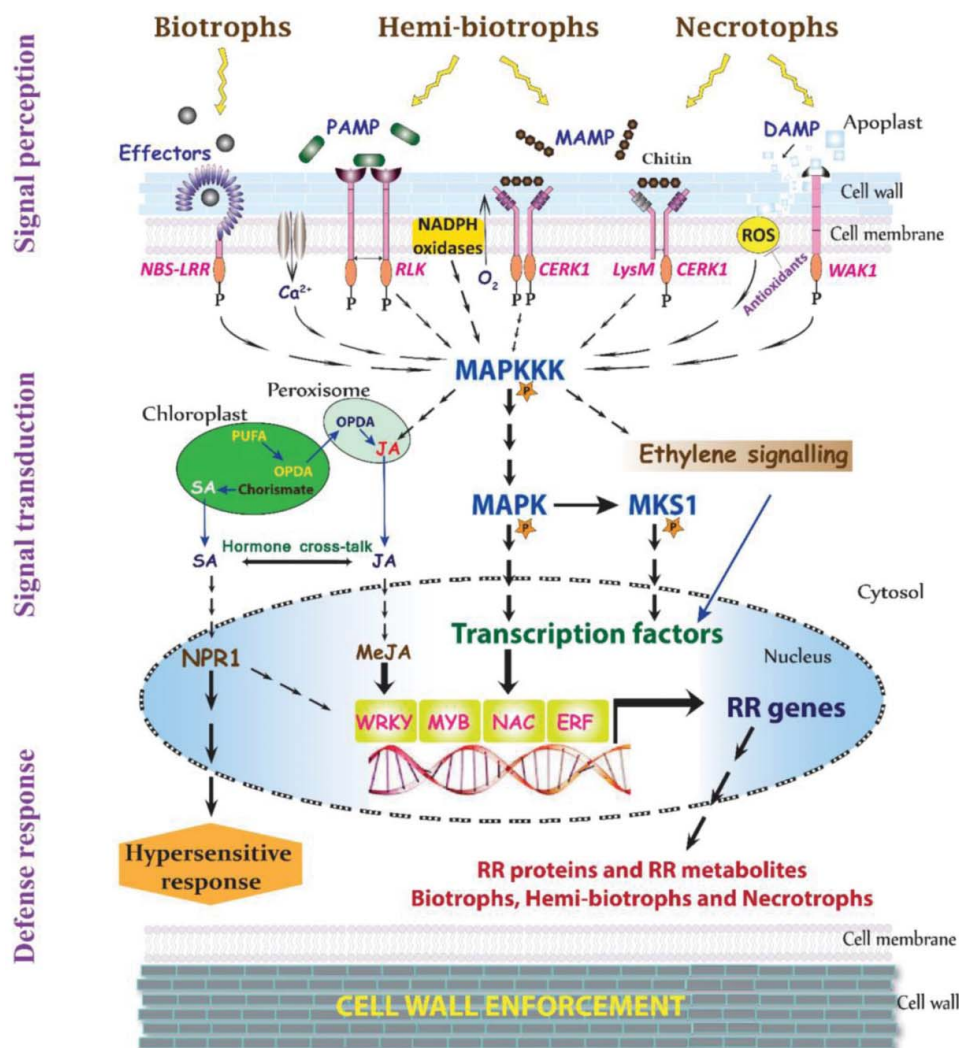 Signal perception
Signal transduction
Defense response
Biotrophs
Hemi-biotrophs
Necrotophs
Effectors
PAMP
MAMP
DAMP
Apoplast
Chitin
Cell wall
NADPH
oxidases
ROS
Cell membrane
NBS-LRR
Ca2+
RLK
O2
CERK1
LysM
CERK1
Antioxidants
WAK1
P
P
P
P
P
P
P
MAPKKK
P
Peroxisome
Chloroplast
OPDA
PUFA
JA
OPDA
SA
Chorismate
Ethylene signalling
MAPK
MKS1
P
P
Hormone cross-talk
SA
JA
Cytosol
Transcription factors
NPR1
MeJA
Nucleus
WRKY
MYB
NAC
ERF
RR genes
Hypersensitive
response
RR proteins and RR metabolites
Biotrophs, Hemi-biotrophs and Necrotrophs
Cell membrane
CELL WALL ENFORCEMENT
Cell wall